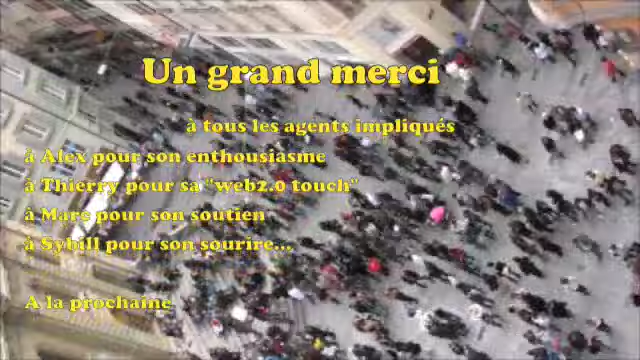 Un grand merci
à tous les agents impliqués
à Alex pour son enthousiasme
à Thierry pour sa "web2.0 touch"
à Marc pour son soutien
à Sybill pour son sourire...
A la prochaine